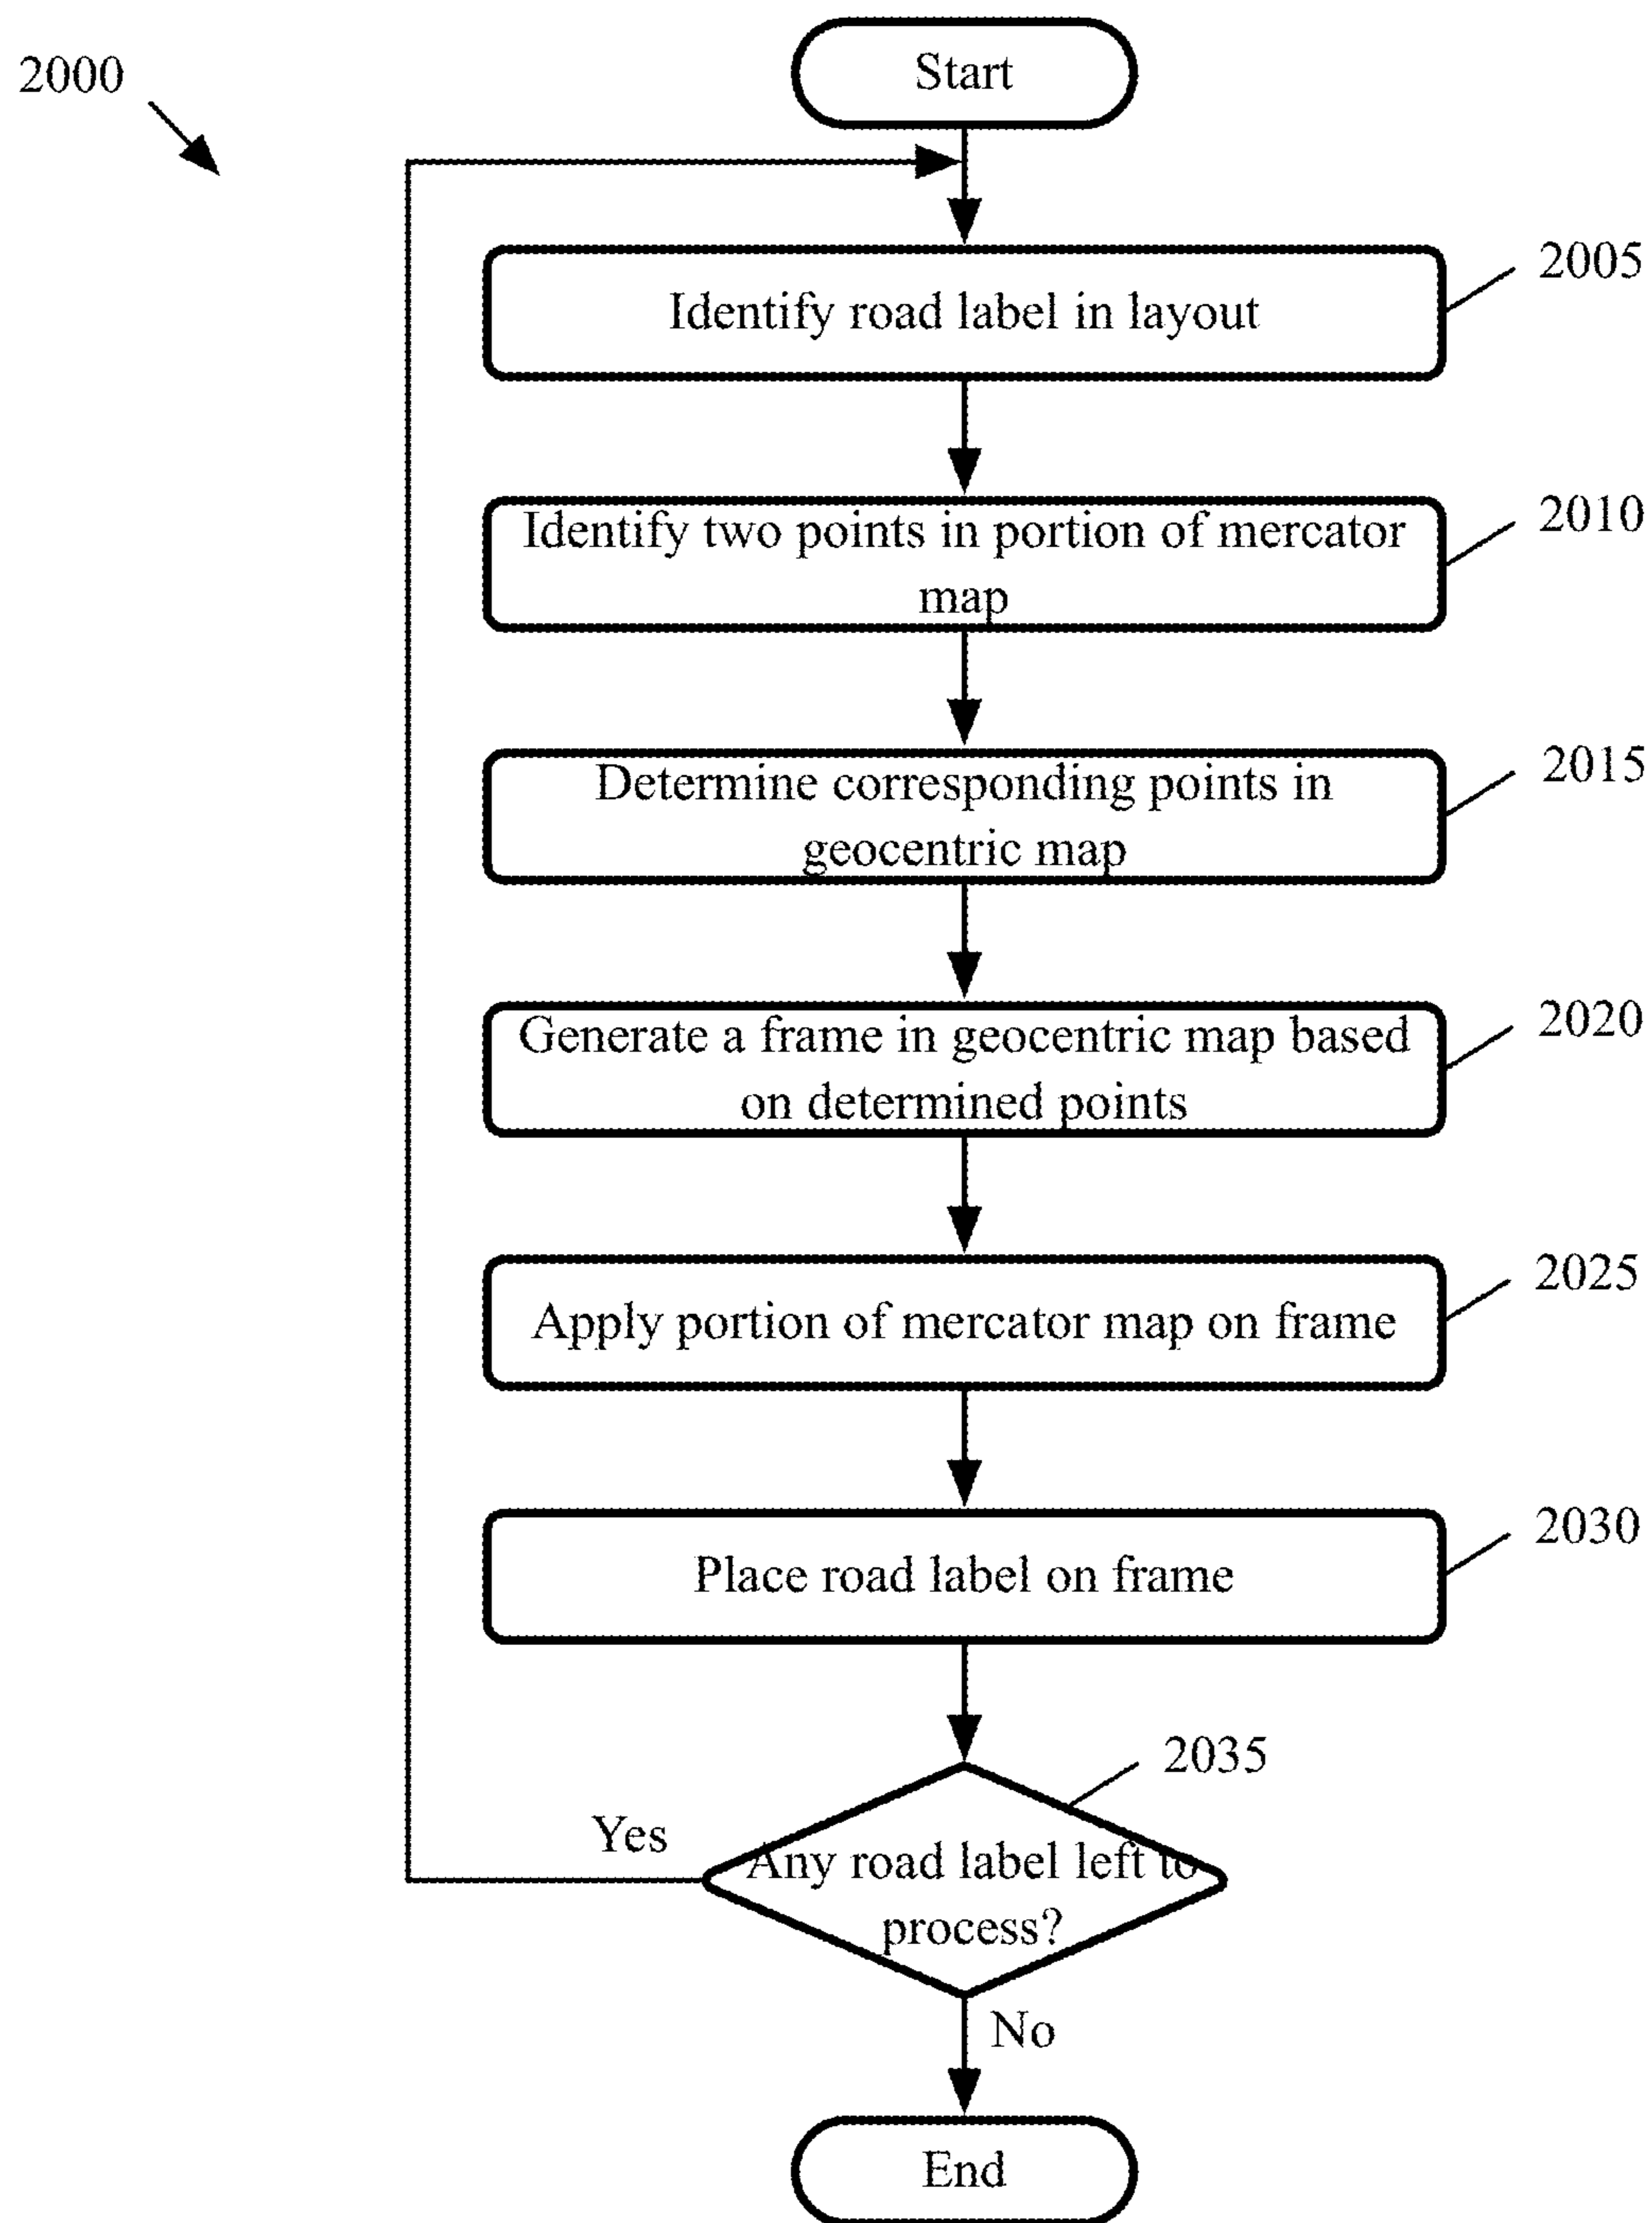 2000
Start
2005
Identify road label in layout
2010
Identify two points in portion of mercator
map
2015
Determine corresponding points in
geocentric map
2020
Generate a frame in geocentric map based
on determined points
2025
Apply portion of mercator map on frame
2030
Place road label on frame
2035
Yes
Any road label left to
process?
No
End